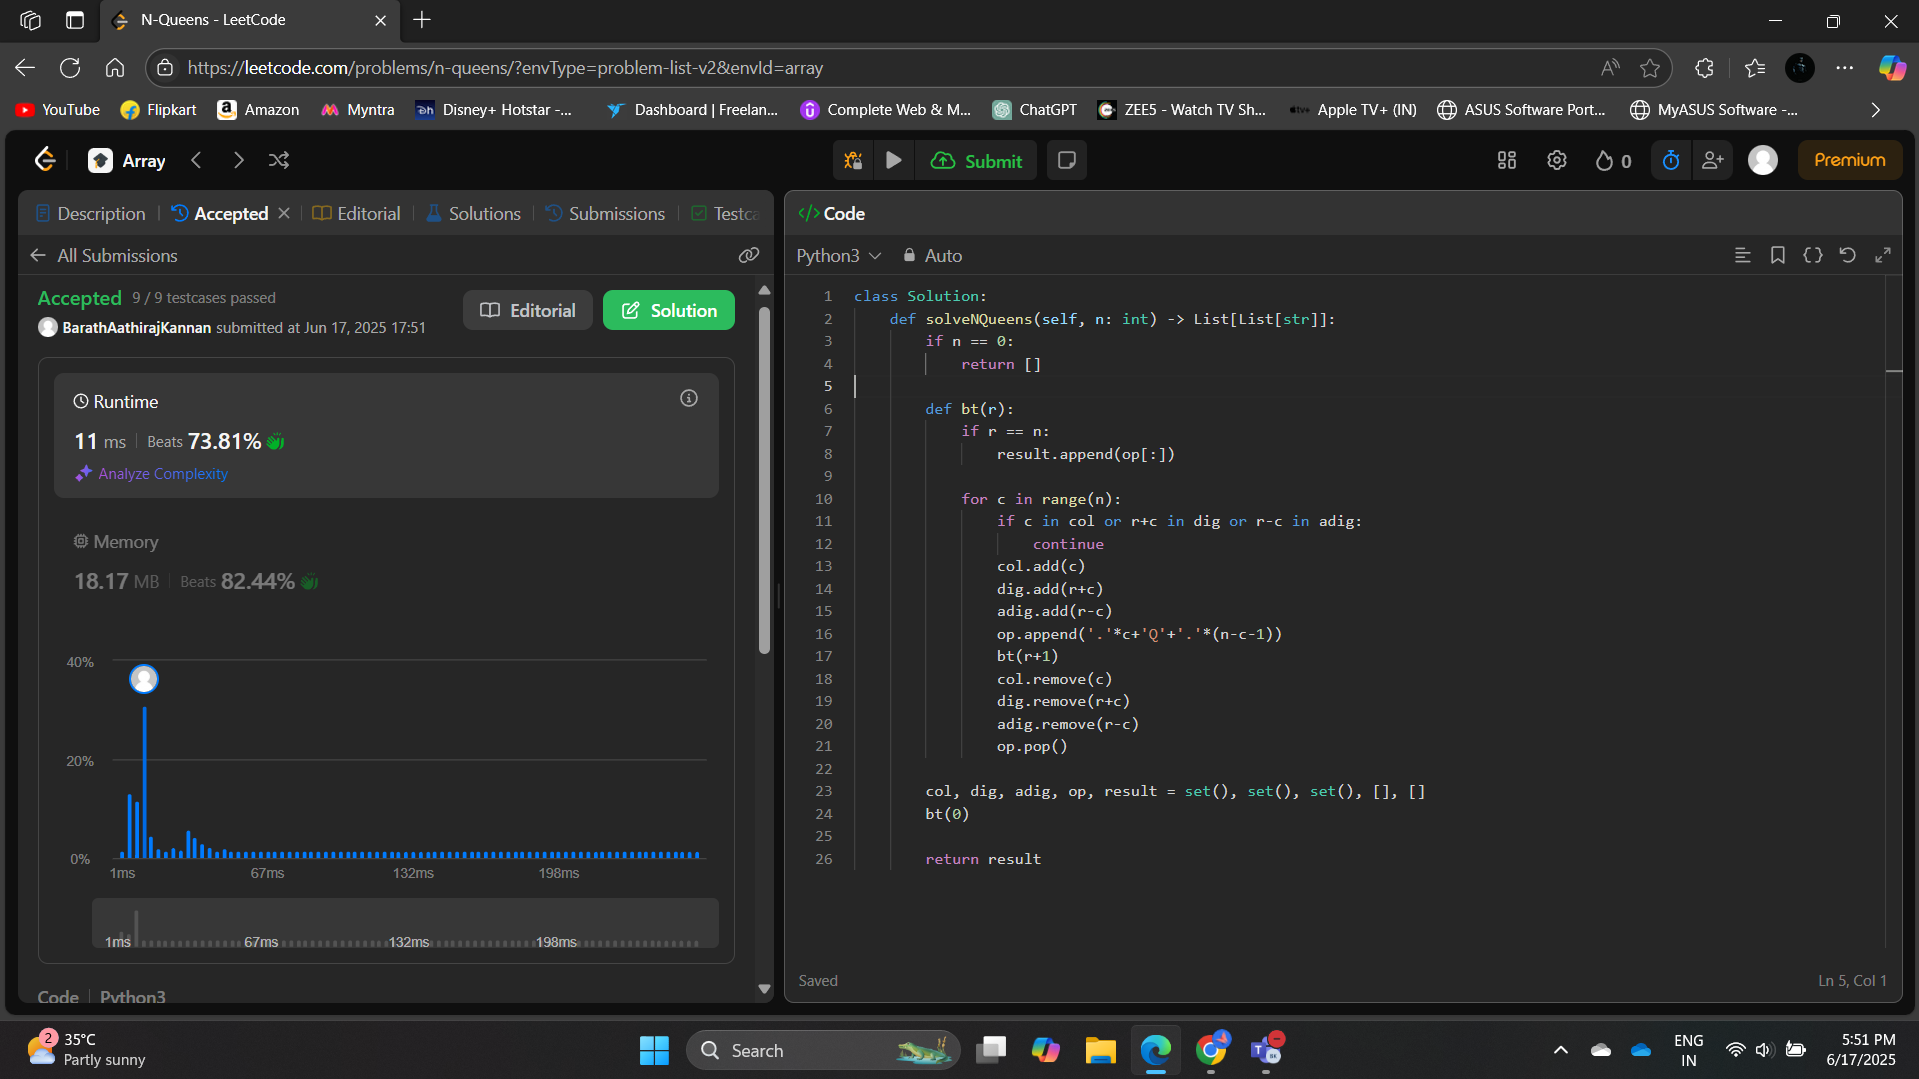 N-Queens - LeetCode
https://leetcode.com/problems/n-queens/?envType=problem-list-v2&envId=array
YouTube Flipkart Amazon Myntra Disney+ Hotstar -... Dashboard | Freelan... Complete Web & M... ChatGPT ZEE5 - Watch TV Sh... Apple TV+ (IN) ASUS Software Port... MyASUS Software -...
Array Submit 0 Premium
Description Accepted Editorial Solutions Submissions Testca
All Submissions
Accepted 9 / 9 testcases passed
BarathAathirajKannan submitted at Jun 17, 2025 17:51
Editorial Solution
Runtime
11 ms Beats 73.81%
Analyze Complexity
Memory
18.17 MB Beats 82.44%
40%
20%
0%
1ms 67ms 132ms 198ms
1ms 67ms 132ms 198ms
Code Python3
Code
Python3 Auto
1 class Solution:
2 def solveNQueens(self, n: int) -> List[List[str]]:
3 if n == 0:
4 return []
5
6 def bt(r):
7 if r == n:
8 result.append(op[:])
9
10 for c in range(n):
11 if c in col or r+c in dig or r-c in adig:
12 continue
13 col.add(c)
14 dig.add(r+c)
15 adig.add(r-c)
16 op.append('.'*c+'Q'+'.'*(n-c-1))
17 bt(r+1)
18 col.remove(c)
19 dig.remove(r+c)
20 adig.remove(r-c)
21 op.pop()
22
23 col, dig, adig, op, result = set(), set(), set(), [], []
24 bt(0)
25
26 return result
Saved Ln 5, Col 1
2 35°C
Partly sunny
Search
ENG
IN
5:51 PM
6/17/2025